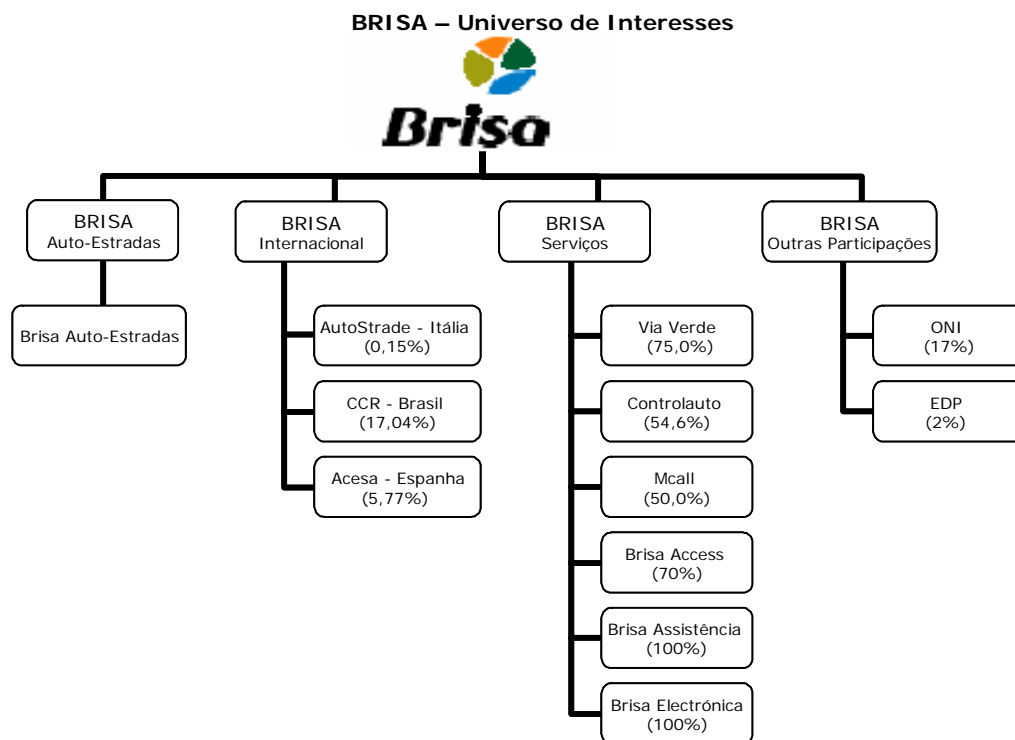 BRISA – Universo de Interesses
Brisa
BRISA
Auto-Estradas
BRISA
Internacional
BRISA
Serviços
BRISA
Outras Participações
Brisa Auto-Estradas
AutoStrade - Itália
(0,15%)
CCR - Brasil
(17,04%)
Acesa - Espanha
(5,77%)
Via Verde
(75,0%)
Controlauto
(54,6%)
Mcall
(50,0%)
Brisa Access
(70%)
Brisa Assistência
(100%)
Brisa Electrónica
(100%)
ONI
(17%)
EDP
(2%)